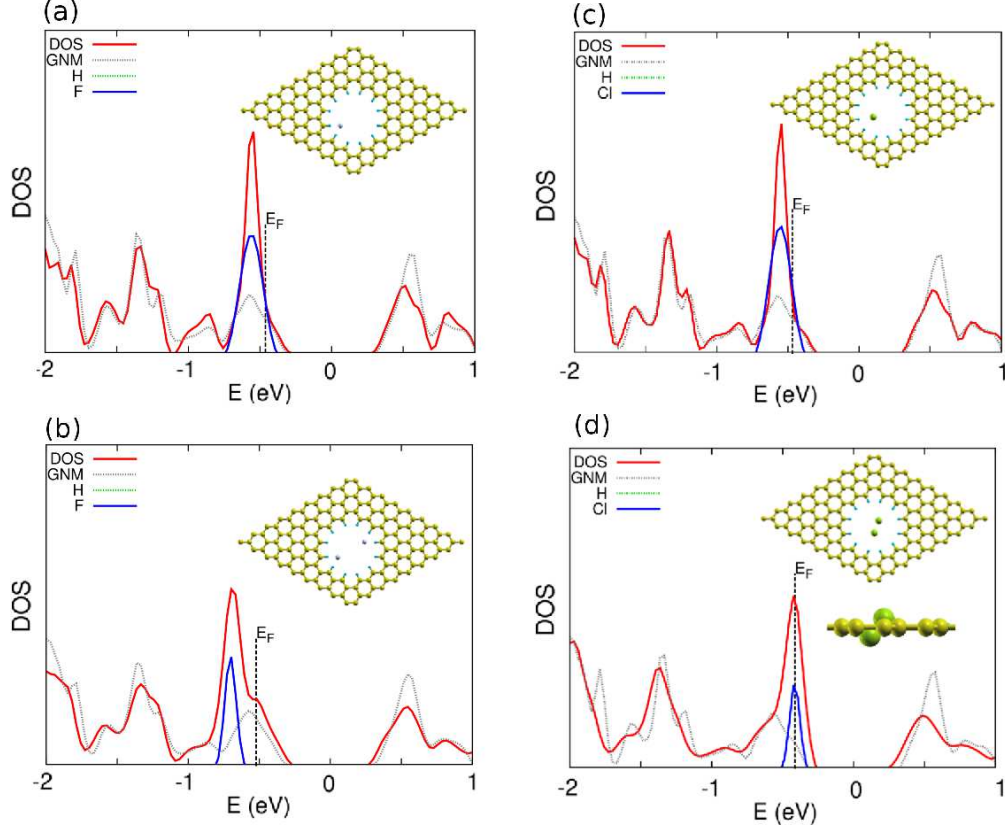 (a)
DOS
GNM
H
F
E_F
DOS
-2 -1 0 1
E (eV)
(c)
DOS
GNM
H
Cl
E_F
DOS
-2 -1 0 1
E (eV)
(b)
DOS
GNM
H
F
E_F
DOS
-2 -1 0 1
E (eV)
(d)
DOS
GNM
H
Cl
E_F
DOS
-2 -1 0 1
E (eV)